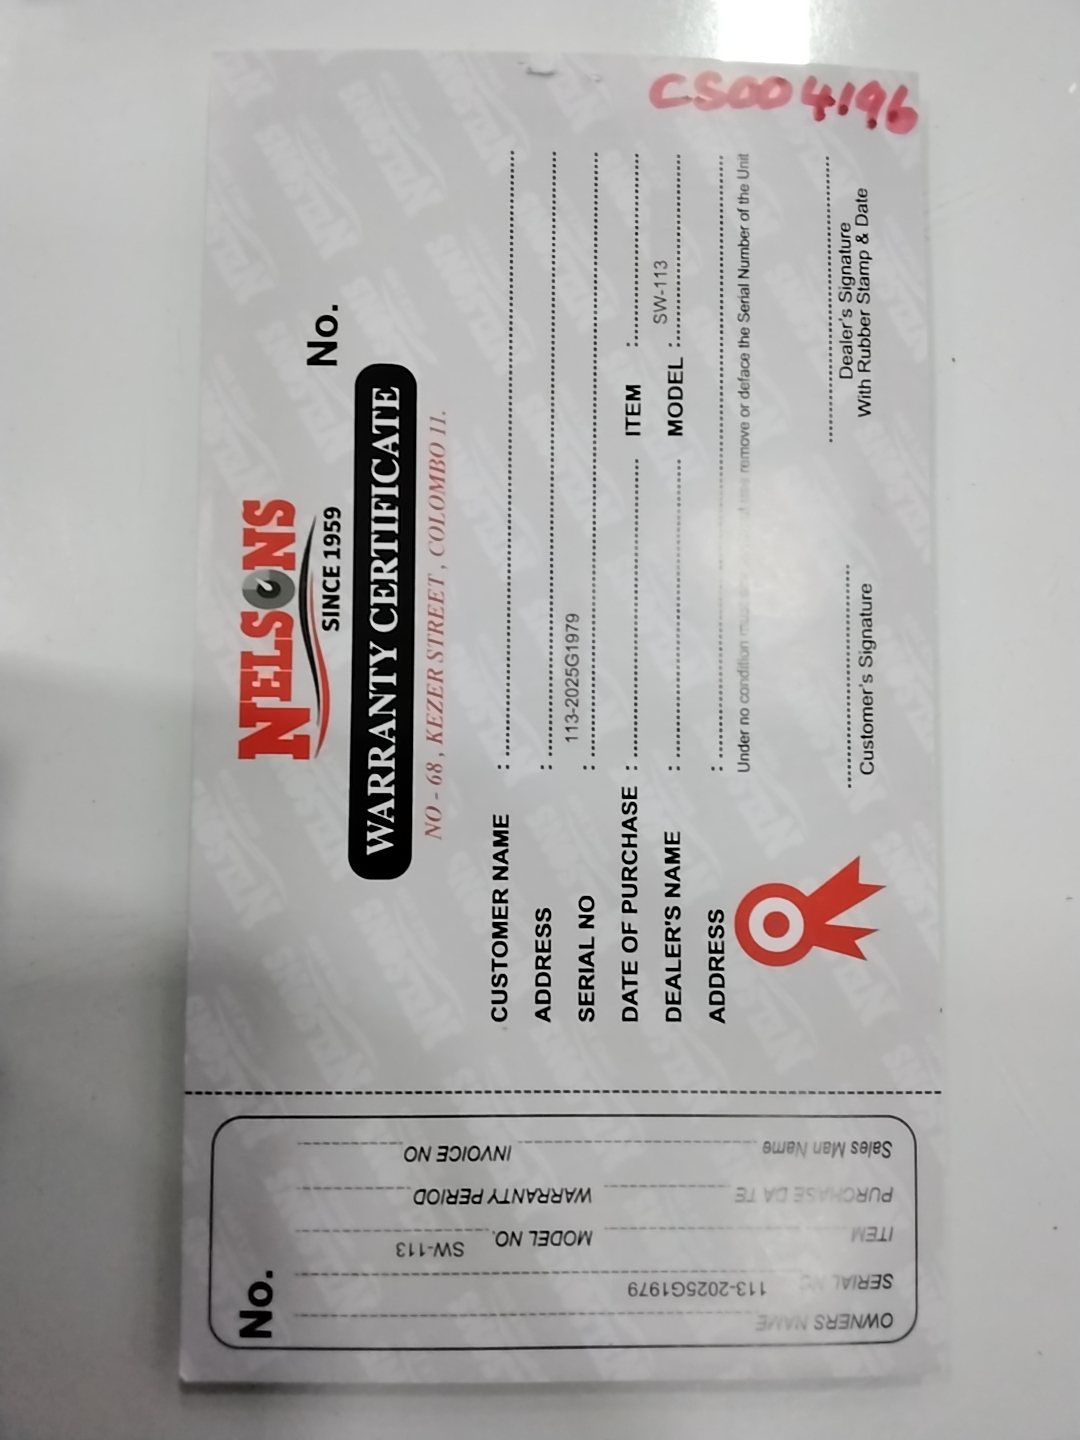 CS004196
NELSONS
SINCE 1959
No.
WARRANTY CERTIFICATE
NO - 68, KEZER STREET, COLOMBO 11.
CUSTOMER NAME :
ADDRESS :
SERIAL NO : 113-2025G1979
DATE OF PURCHASE : ITEM :
DEALER'S NAME : MODEL : SW-113
ADDRESS :
Under no condition must remove or deface the Serial Number of the Unit
Customer's Signature
Dealer's Signature
With Rubber Stamp & Date
No.
OWNERS NAME
SERIAL NO 113-2025G1979
ITEM MODEL NO. SW-113
PURCHASE DATE WARRANTY PERIOD
Sales Man Name INVOICE NO